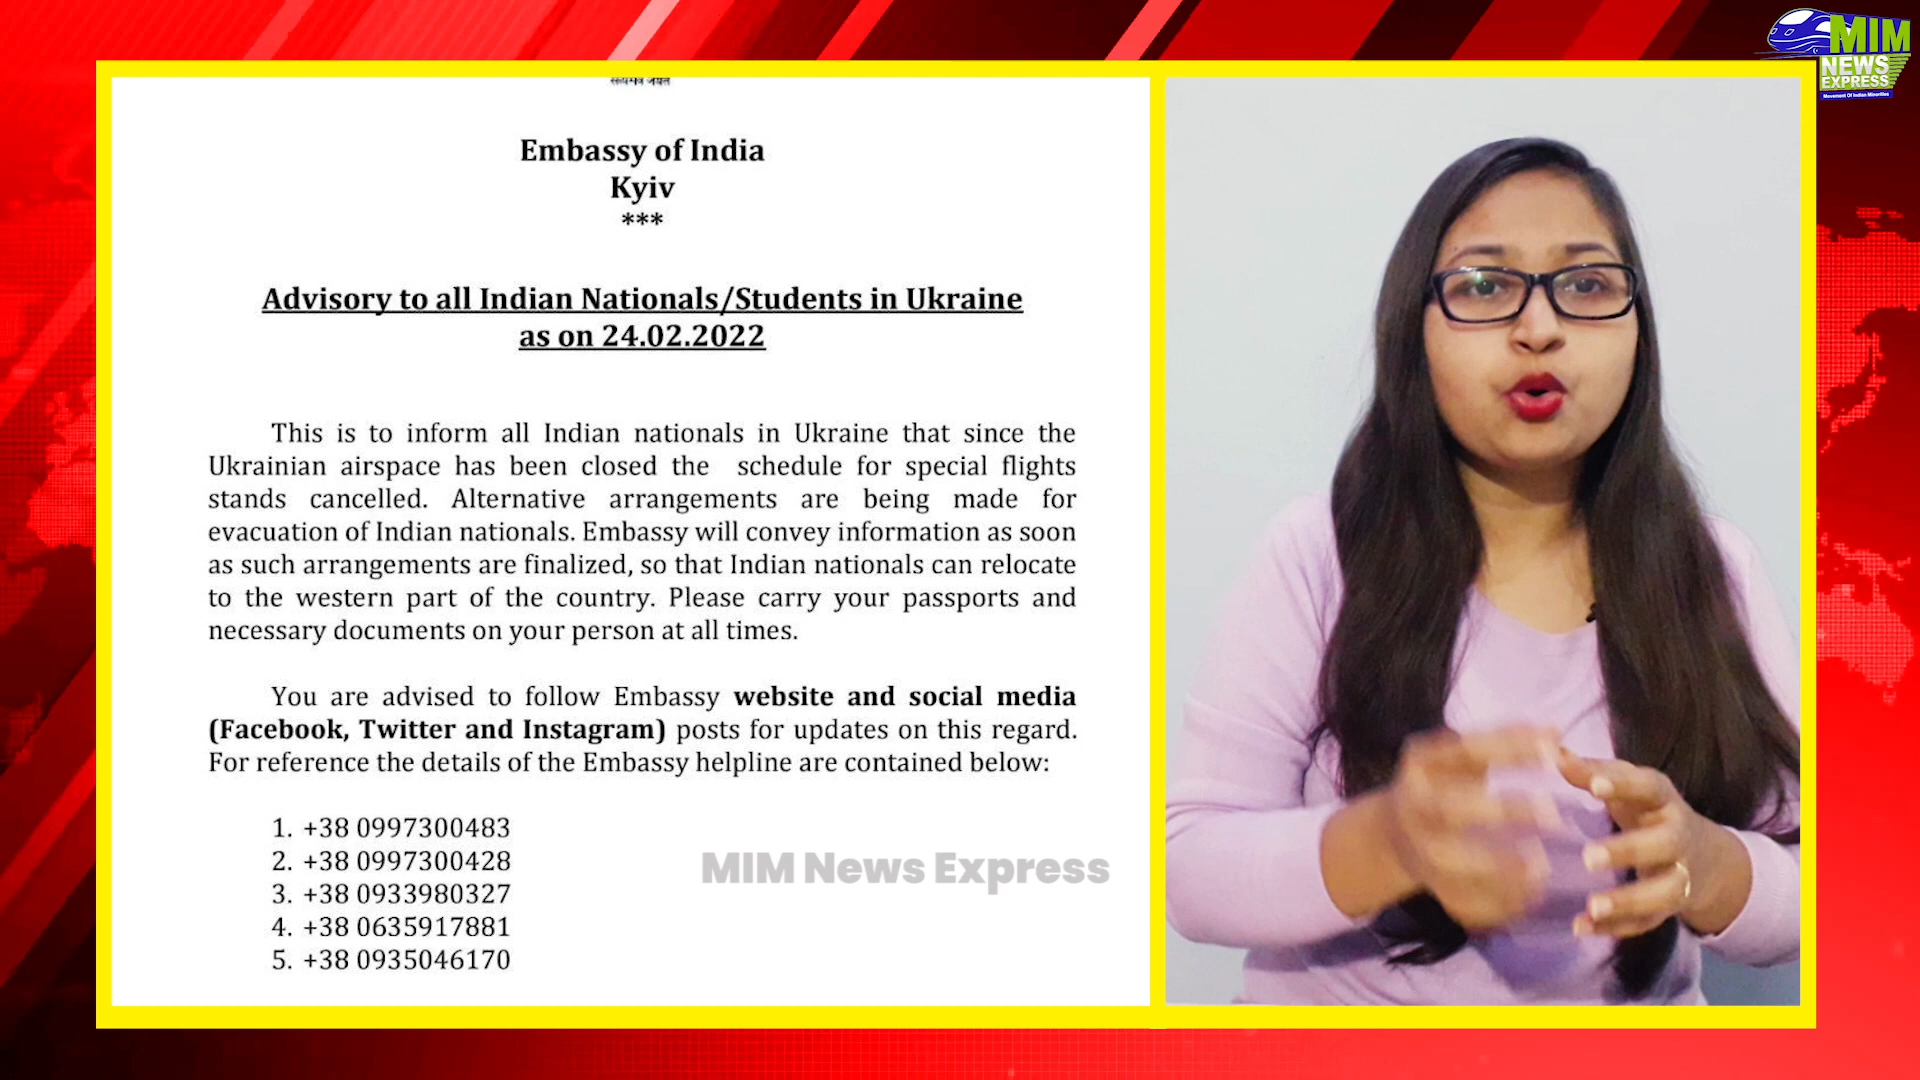 MIM
NEWS
EXPRESS
Movement Of Indian Minorities
सत्यमेव जयते
Embassy of India
Kyiv
***
Advisory to all Indian Nationals/Students in Ukraine
as on 24.02.2022
This is to inform all Indian nationals in Ukraine that since the
Ukrainian airspace has been closed the schedule for special flights
stands cancelled. Alternative arrangements are being made for
evacuation of Indian nationals. Embassy will convey information as soon
as such arrangements are finalized, so that Indian nationals can relocate
to the western part of the country. Please carry your passports and
necessary documents on your person at all times.
You are advised to follow Embassy website and social media
(Facebook, Twitter and Instagram) posts for updates on this regard.
For reference the details of the Embassy helpline are contained below:
1. +38 0997300483
2. +38 0997300428
3. +38 0933980327
4. +38 0635917881
5. +38 0935046170
MIM News Express